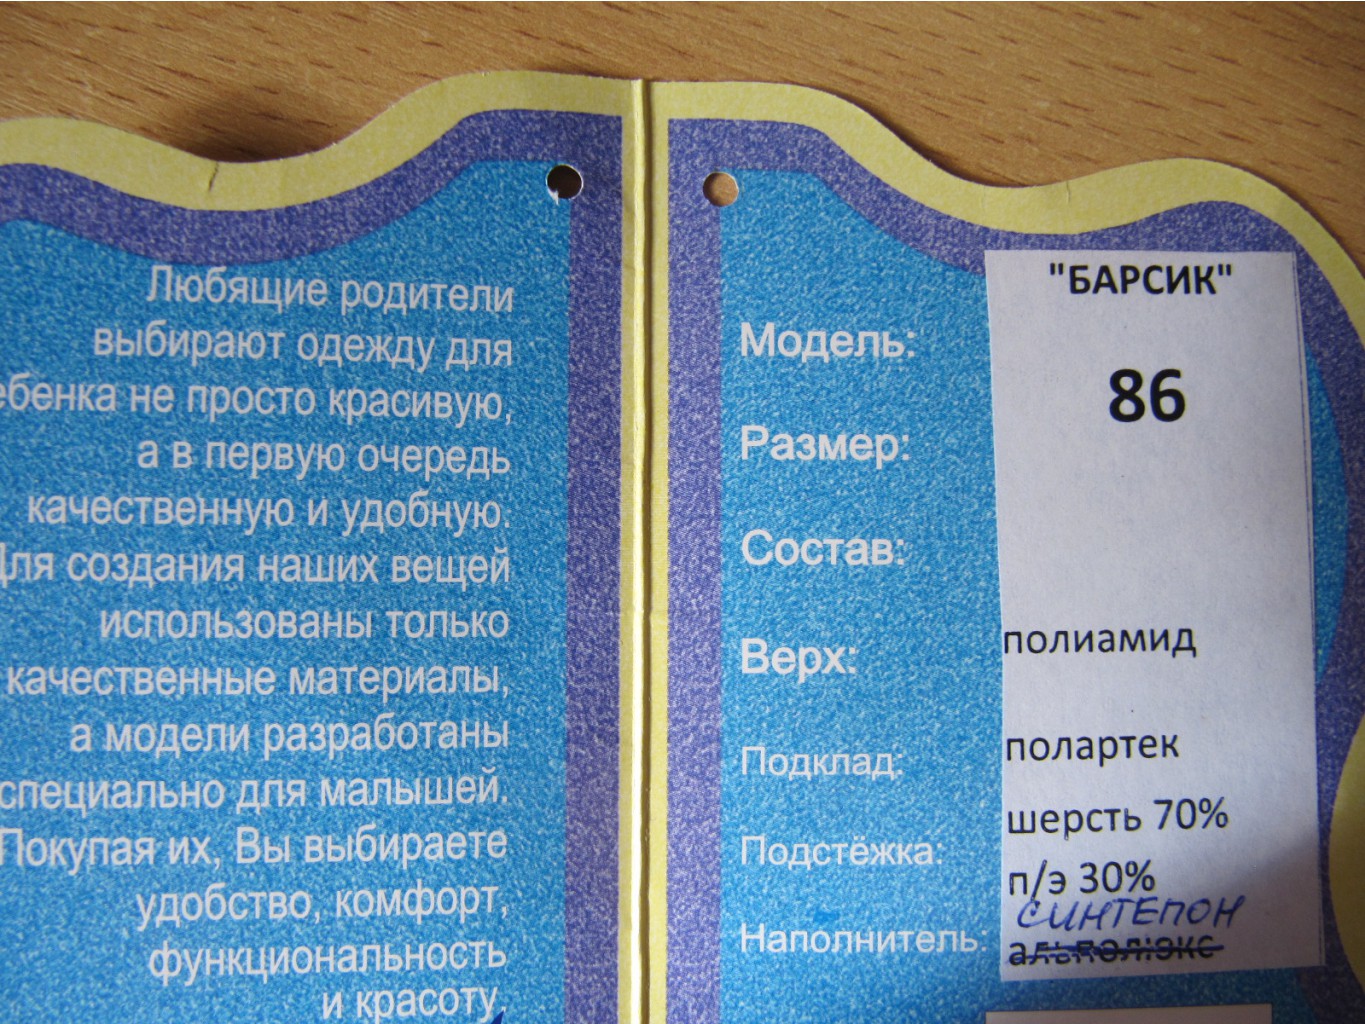 Любящие родители
выбирают одежду для
ебенка не просто красивую,
а в первую очередь
качественную и удобную.
Для создания наших вещей
использованы только
качественные материалы,
а модели разработаны
специально для малышей.
Покупая их, Вы выбираете
удобство, комфорт,
функциональность
и красоту,
Модель: "БАРСИК"
Размер: 86
Состав:
Верх: полиамид
Подклад: полартек
Подстёжка: шерсть 70%
п/э 30%
синтепон
Наполнитель: